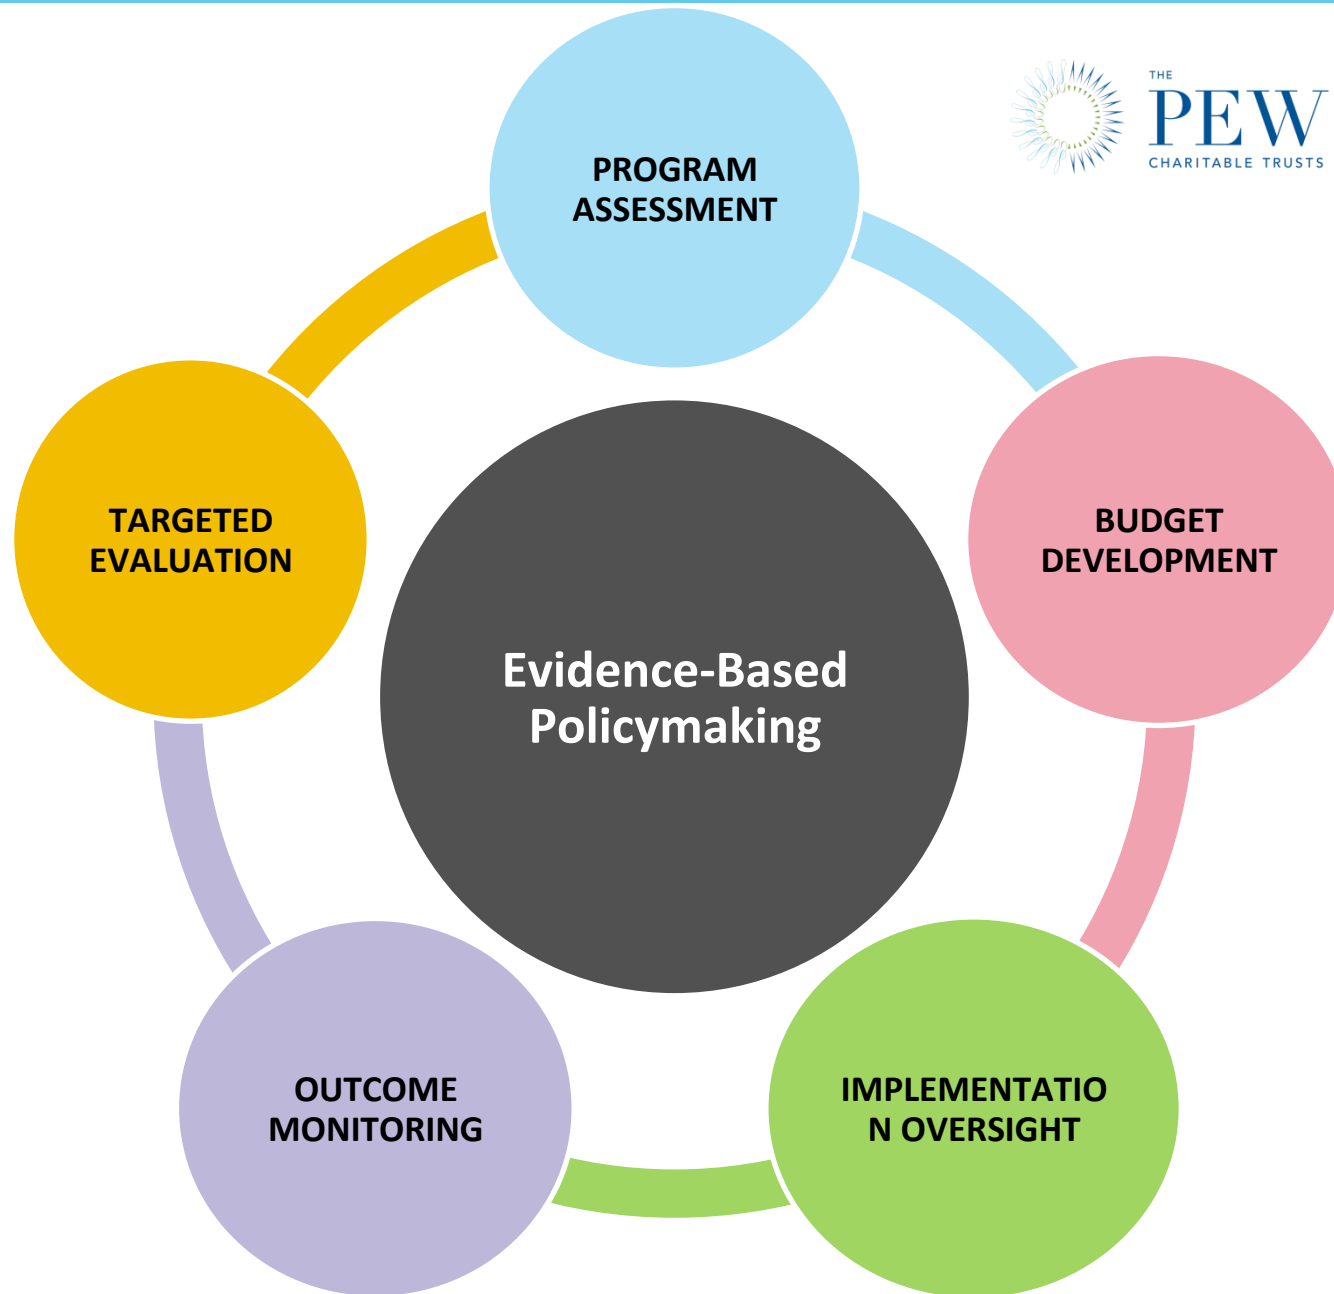 THE
PEW
CHARITABLE TRUSTS
PROGRAM
ASSESSMENT
TARGETED
EVALUATION
BUDGET
DEVELOPMENT
Evidence-Based
Policymaking
OUTCOME
MONITORING
IMPLEMENTATIO
N OVERSIGHT